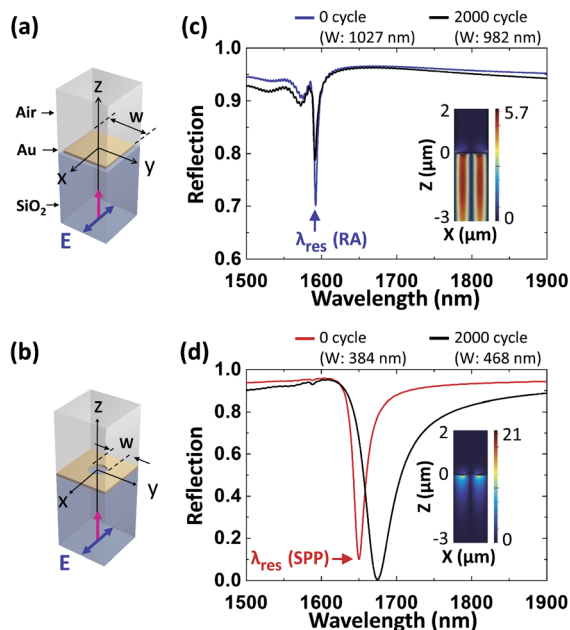 (a)
Z
W
Air
Au
y
X
SiO₂
E
(c)
0 cycle
(W: 1027 nm)
2000 cycle
(W: 982 nm)
1.0
0.9
0.8
0.7
0.6
Reflection
λres (RA)
2
Z (μm)
-3
X (μm)
5.7
0
1500 1600 1700 1800 1900
Wavelength (nm)
(b)
Z
W
X
y
E
(d)
0 cycle
(W: 384 nm)
2000 cycle
(W: 468 nm)
1.0
0.8
0.6
0.4
0.2
0.0
Reflection
λres (SPP)
2
Z (μm)
-3
X (μm)
21
0
1500 1600 1700 1800 1900
Wavelength (nm)